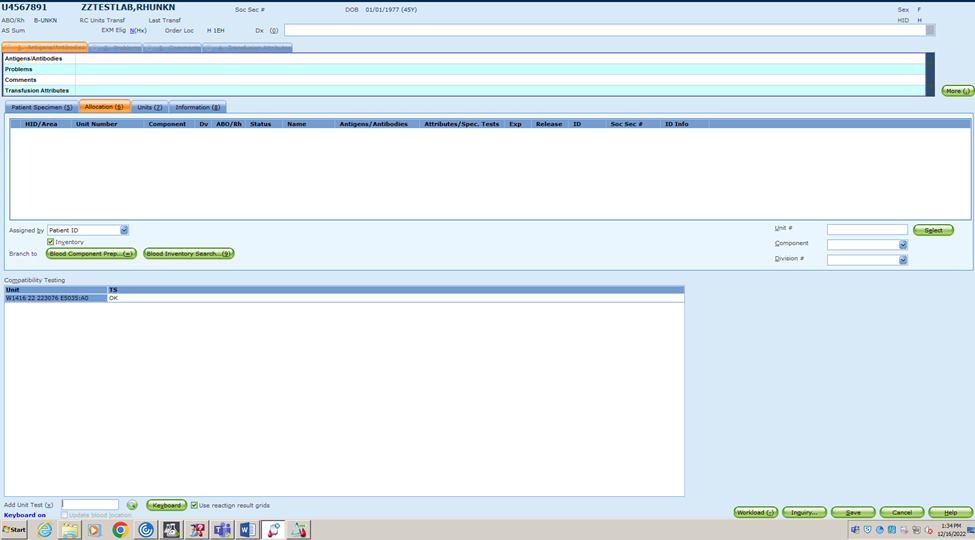 U4567891 ZZTESTLAB,RHUNKN Soc Sec # DOB 01/01/1977 (45Y) Sex F
ABO/Rh B-UNKN RC Units Transf Last Transf HID H
AS Sum EXM Elig N(Hx) Order Loc H 1EH Dx (0)
Antigens/Antibodies
Antigens/Antibodies
Problems
Comments
Transfusion Attributes
More (,)
Patient Specimen (5) Allocation (6) Units (7) Information (8)
HID/Area Unit Number Component Dv ABO/Rh Status Name Antigens/Antibodies Attributes/Spec. Tests Exp Release ID Soc Sec # ID Info
Assigned by Patient ID Unit # Select
Inventory Component
Branch to Blood Component Prep...(=) Blood Inventory Search...(9) Division #
Compatibility Testing
Unit TS
W1416 22 223076 E5035:A0 OK
Add Unit Test (x) Keyboard Use reaction result grids
Keyboard on Update blood location Workload (-) Inquiry... Save Cancel Help
Start 1:34 PM
12/16/2022